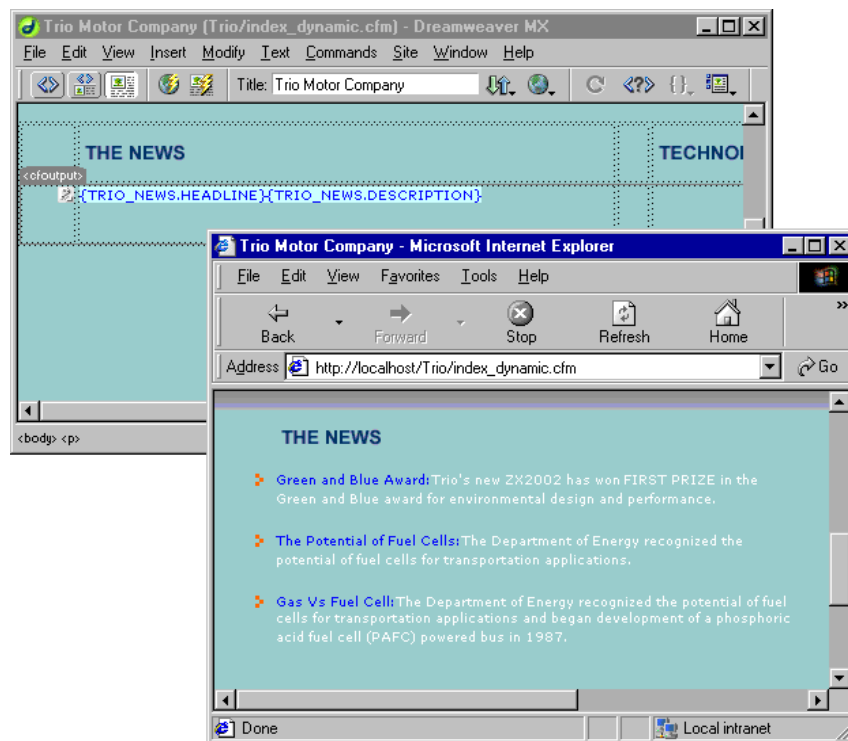 Trio Motor Company (Trio/index_dynamic.cfm) - Dreamweaver MX
File Edit View Insert Modify Text Commands Site Window Help
Title: Trio Motor Company
THE NEWS
TECHNOL
<cfoutput>
{TRIO_NEWS.HEADLINE}{TRIO_NEWS.DESCRIPTION}
<body> <p>
Trio Motor Company - Microsoft Internet Explorer
File Edit View Favorites Tools Help
Back Forward Stop Refresh Home
Address http://localhost/Trio/index_dynamic.cfm Go
THE NEWS
Green and Blue Award:Trio's new ZX2002 has won FIRST PRIZE in the
Green and Blue award for environmental design and performance.
The Potential of Fuel Cells:The Department of Energy recognized the
potential of fuel cells for transportation applications.
Gas Vs Fuel Cell:The Department of Energy recognized the potential of fuel
cells for transportation applications and began development of a phosphoric
acid fuel cell (PAFC) powered bus in 1987.
Done
Local intranet